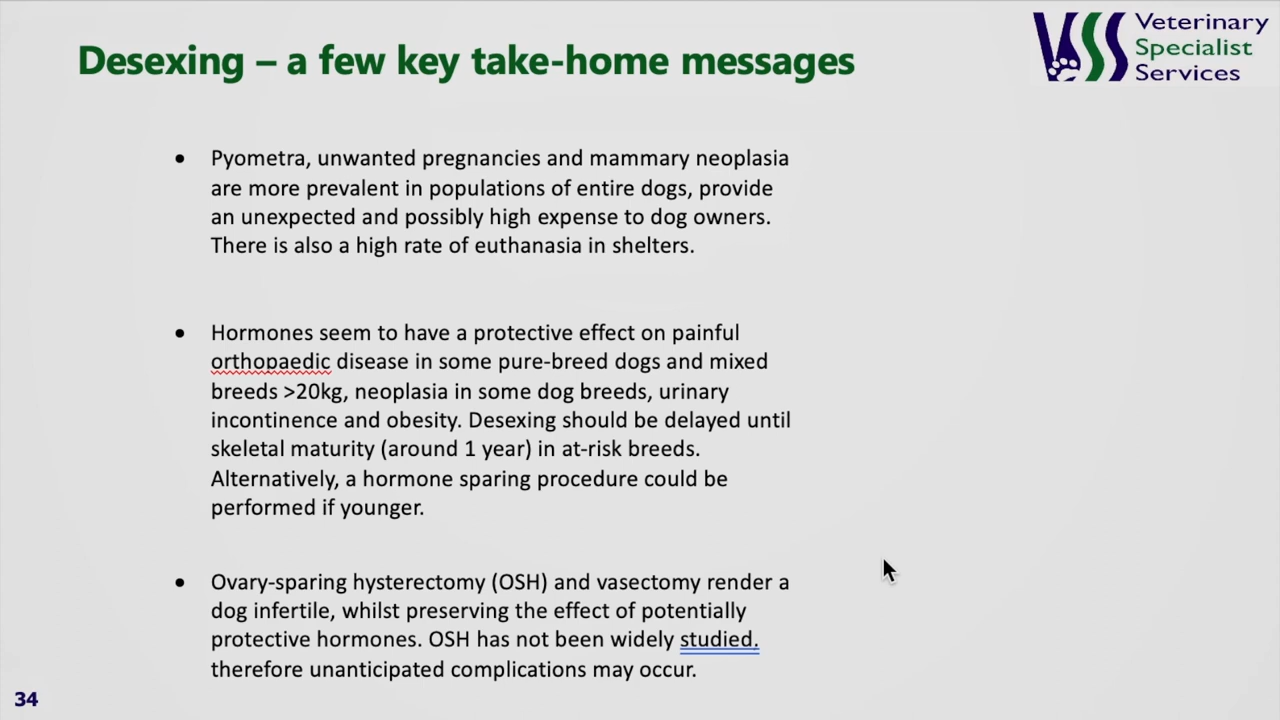 Desexing – a few key take-home messages
VSS Veterinary
Specialist
Services
• Pyometra, unwanted pregnancies and mammary neoplasia
are more prevalent in populations of entire dogs, provide
an unexpected and possibly high expense to dog owners.
There is also a high rate of euthanasia in shelters.
• Hormones seem to have a protective effect on painful
orthopaedic disease in some pure-breed dogs and mixed
breeds >20kg, neoplasia in some dog breeds, urinary
incontinence and obesity. Desexing should be delayed until
skeletal maturity (around 1 year) in at-risk breeds.
Alternatively, a hormone sparing procedure could be
performed if younger.
• Ovary-sparing hysterectomy (OSH) and vasectomy render a
dog infertile, whilst preserving the effect of potentially
protective hormones. OSH has not been widely studied.
therefore unanticipated complications may occur.
34